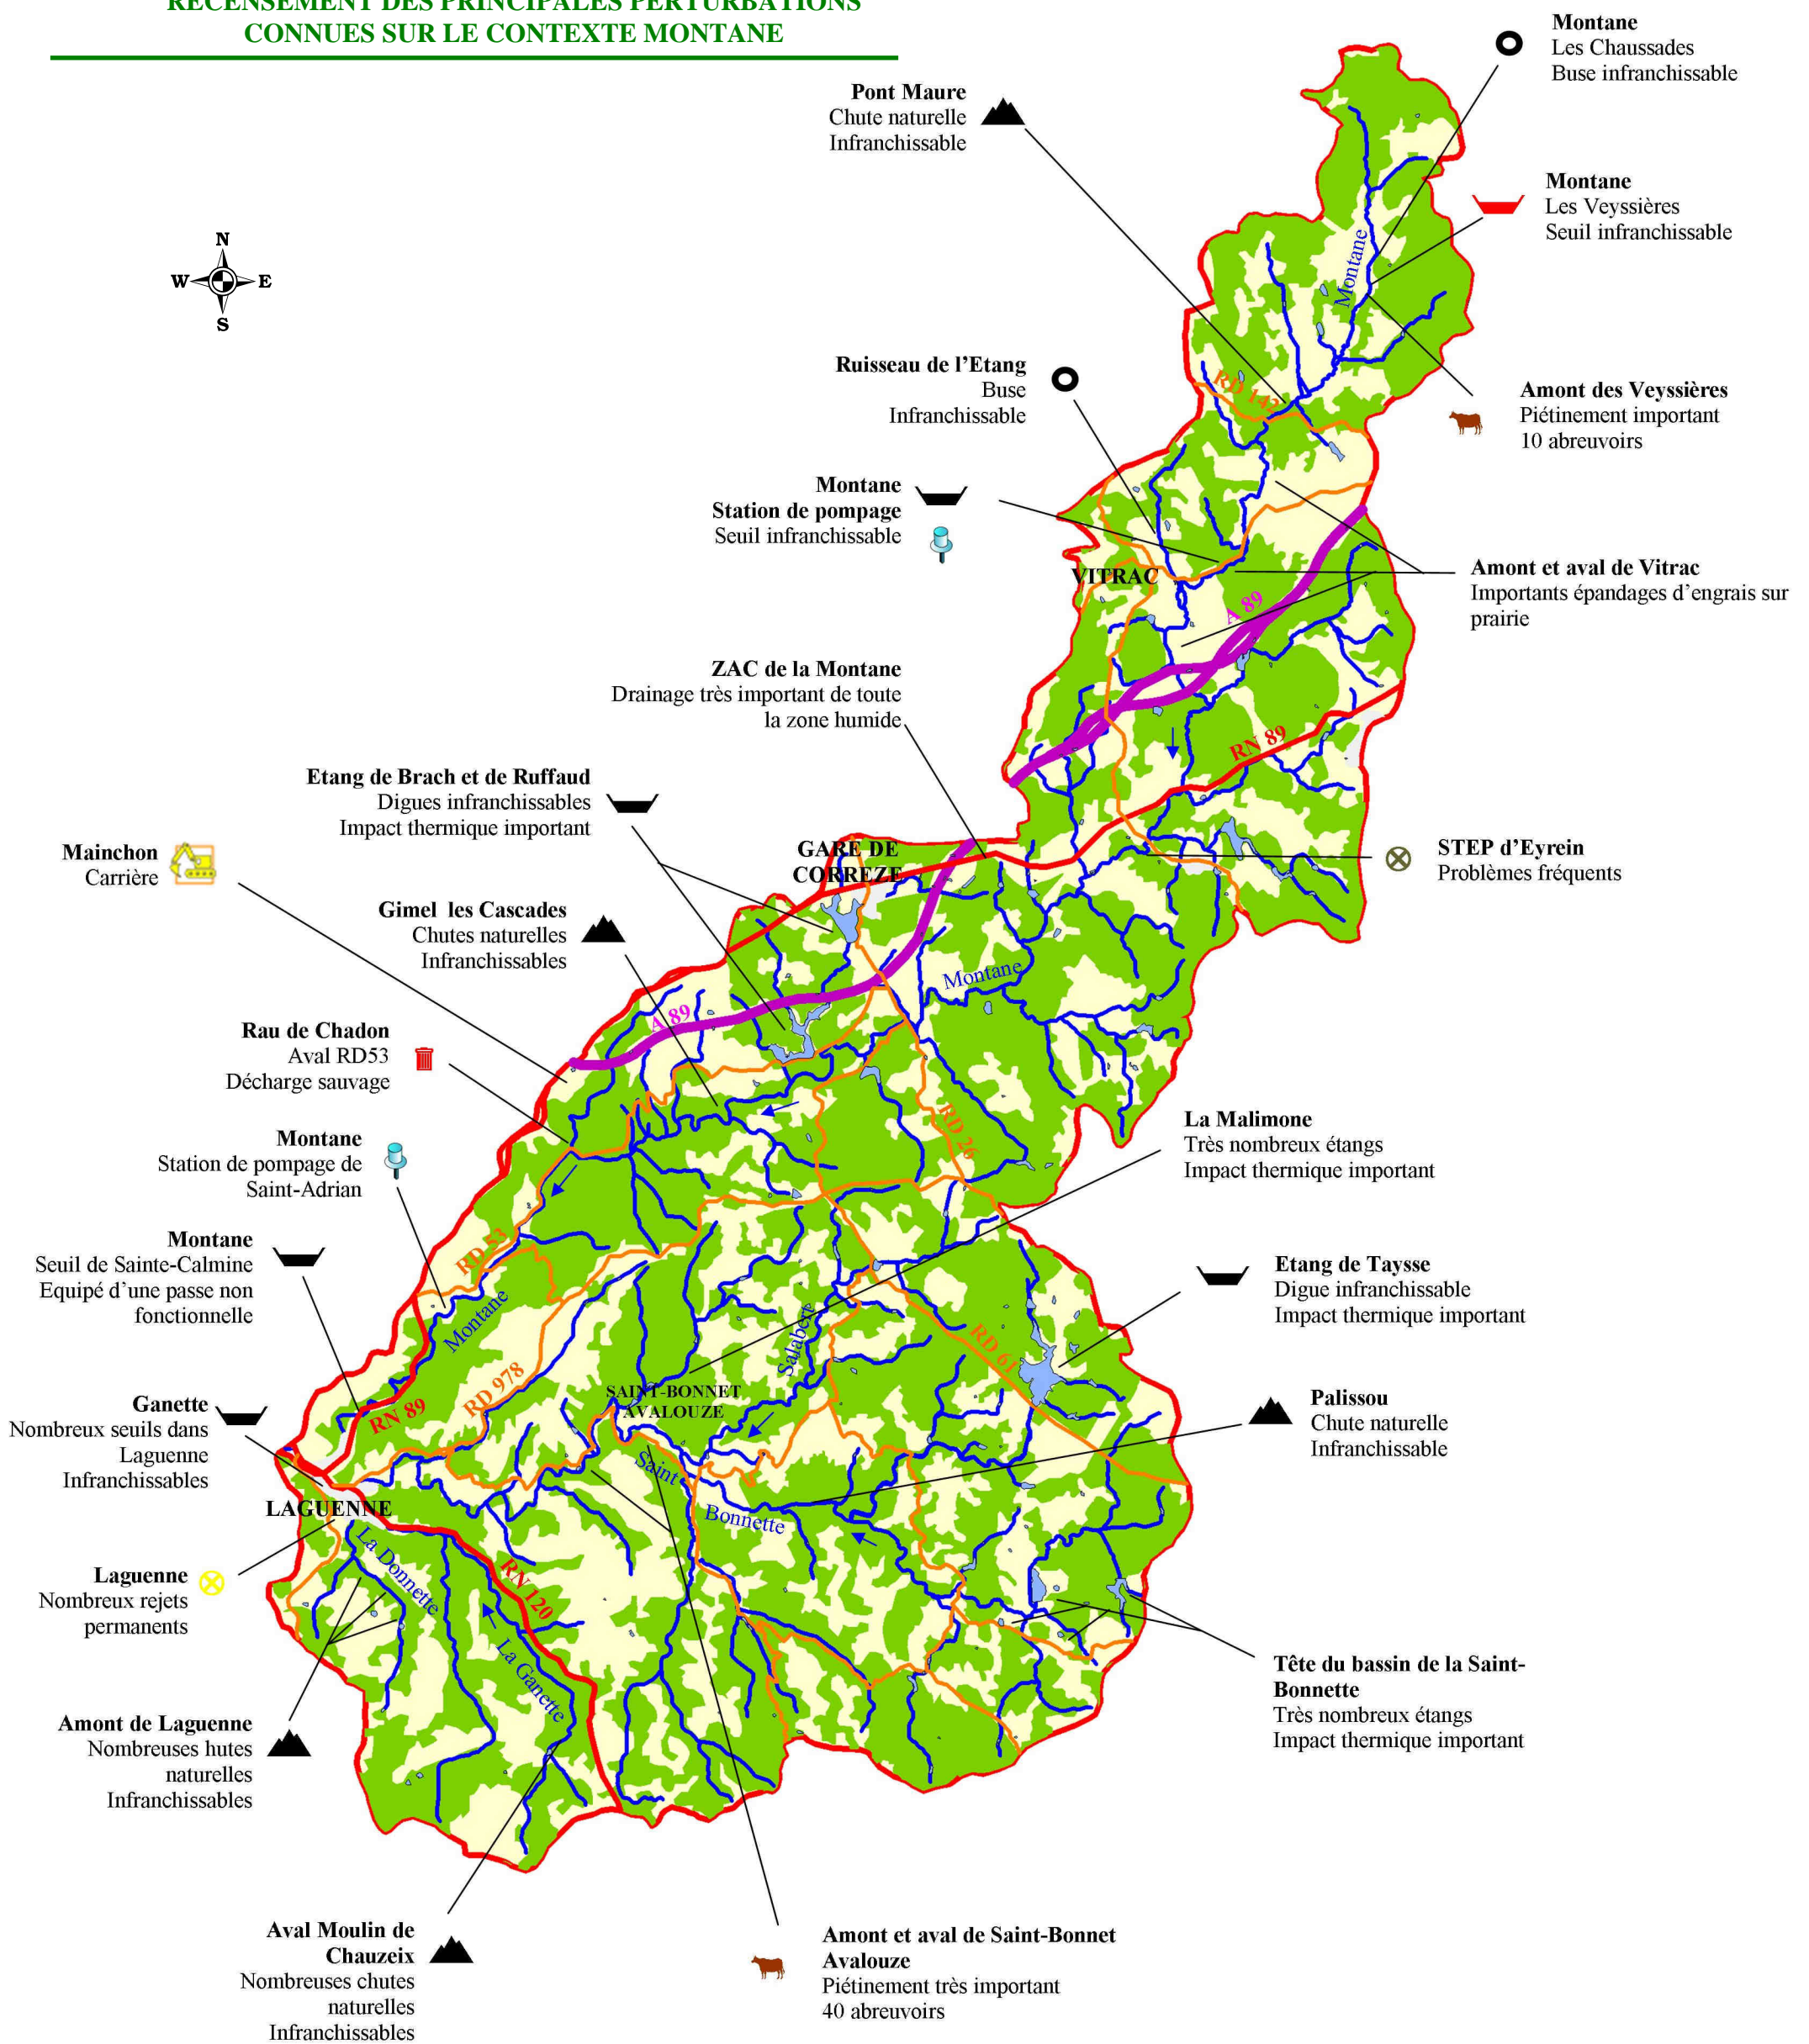 RECENSEMENT DES PRINCIPALES PERTURBATIONS
CONNUES SUR LE CONTEXTE MONTANE
Montane
Les Chaussades
Buse infranchissable
Pont Maure
Chute naturelle
Infranchissable
Montane
Les Veyssières
Seuil infranchissable
N
W
E
S
Montane
Ruisseau de l'Etang
Buse
Infranchissable
RD 142
Amont des Veyssières
Piétinement important
10 abreuvoirs
Montane
Station de pompage
Seuil infranchissable
VITRAC
Amont et aval de Vitrac
Importants épandages d'engrais sur
prairie
A 89
ZAC de la Montane
Drainage très important de toute
la zone humide
RN 89
Etang de Brach et de Ruffaud
Digues infranchissables
Impact thermique important
GARE DE
CORREZE
STEP d'Eyrein
Problèmes fréquents
Mainchon
Carrière
Gimel les Cascades
Chutes naturelles
Infranchissables
Montane
A 89
Rau de Chadon
Aval RD53
Décharge sauvage
RD 26
La Malimone
Très nombreux étangs
Impact thermique important
Montane
Station de pompage de
Saint-Adrian
Montane
Seuil de Sainte-Calmine
Equipé d'une passe non
fonctionnelle
RD 53
Montane
Etang de Taysse
Digue infranchissable
Impact thermique important
Salabert
RD 61
RD 978
SAINT-BONNET
AVALOUZE
RN 89
Ganette
Nombreux seuils dans
Laguenne
Infranchissables
Palissou
Chute naturelle
Infranchissable
Saint
Bonnette
LAGUENNE
La Donnette
RN 120
Laguenne
Nombreux rejets
permanents
La Ganette
Tête du bassin de la Saint-
Bonnette
Très nombreux étangs
Impact thermique important
Amont de Laguenne
Nombreuses hutes
naturelles
Infranchissables
Aval Moulin de
Chauzeix
Nombreuses chutes
naturelles
Infranchissables
Amont et aval de Saint-Bonnet
Avalouze
Piétinement très important
40 abreuvoirs